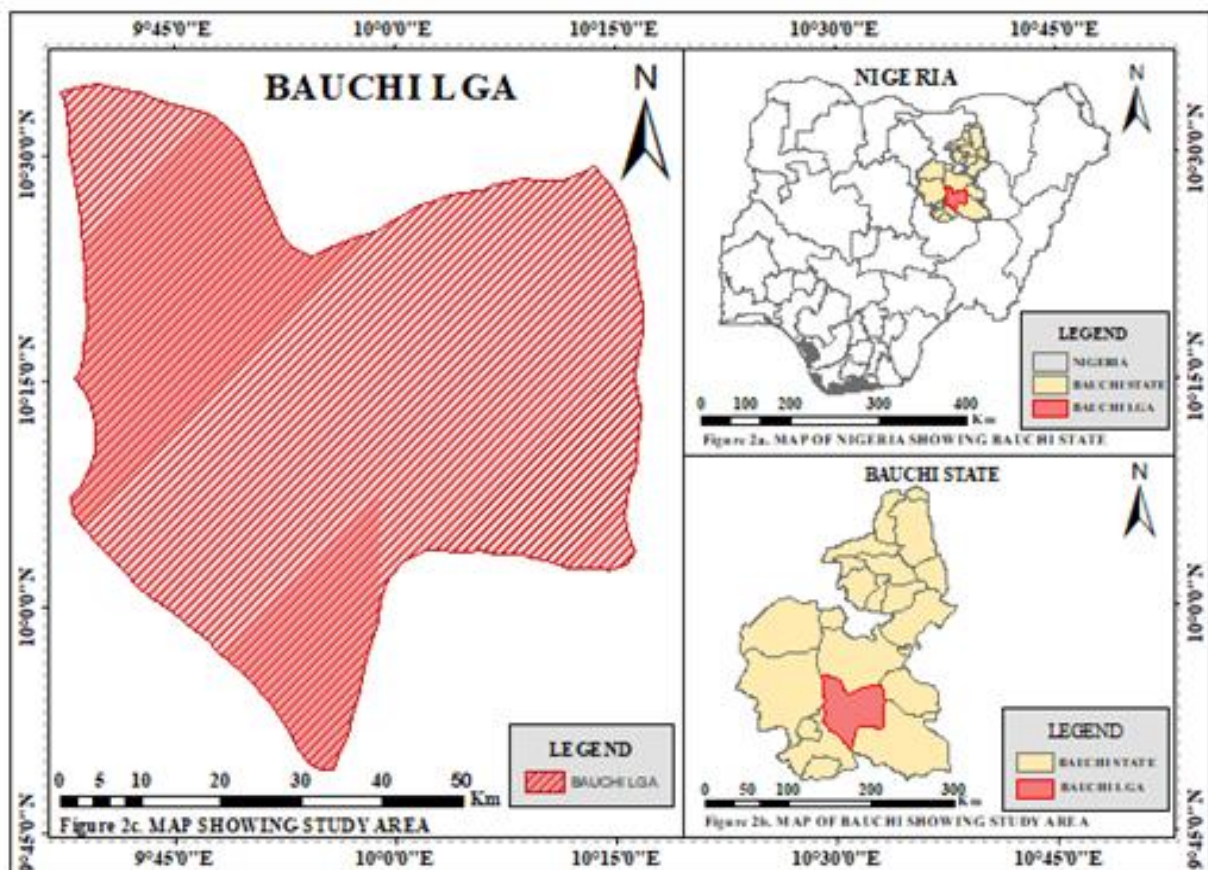 9°45'0"E 10°0'0"E 10°15'0"E 10°30'0"E 10°45'0"E
10°30'0"N
10°15'0"N
10°0'0"N
9°45'0"N
BAUCHI LGA
N
LEGEND
BAUCHI LGA
0 5 10 20 30 40 50
Km
Figure 2c. MAP SHOWING STUDY AREA
NIGERIA
N
LEGEND
NIGERIA
BAUCHI STATE
BAUCHI LGA
0 50 100 200 300 400
Km
Figure 2a. MAP OF NIGERIA SHOWING BAUCHI STATE
BAUCHI STATE
N
LEGEND
BAUCHI STATE
BAUCHI LGA
0 50 100 200 300
Km
Figure 2b. MAP OF BAUCHI SHOWING STUDY AREA
10°30'0"N
10°15'0"N
10°0'0"N
9°45'0"N
9°45'0"E 10°0'0"E 10°15'0"E 10°30'0"E 10°45'0"E